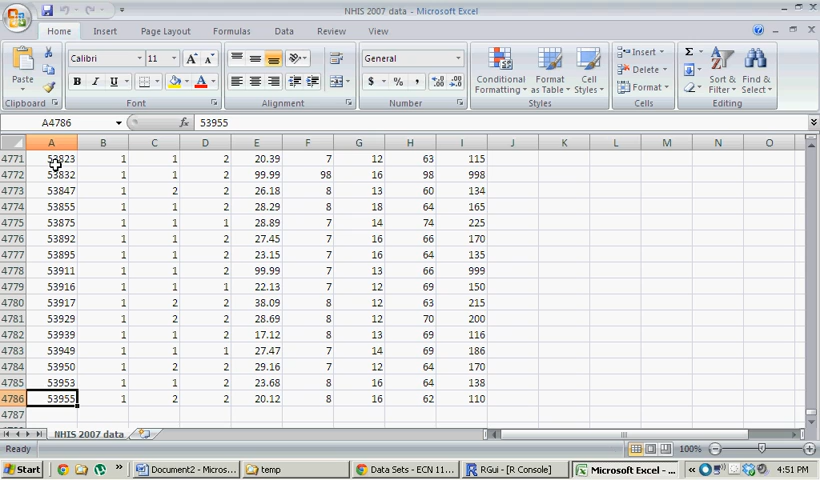 NHIS 2007 data - Microsoft Excel
Home Insert Page Layout Formulas Data Review View
Calibri 11 A A General Insert Σ
Paste B I U A $ % , .0 .00 .00 .0 Conditional Formatting Format as Table Cell Styles Delete Format Sort & Filter Find & Select
Clipboard Font Alignment Number Styles Cells Editing
A4786 fx 53955
A B C D E F G H I J K L M N O
4771 53823 1 1 2 20.39 7 12 63 115
4772 53832 1 1 2 99.99 98 16 98 998
4773 53847 1 2 2 26.18 8 13 60 134
4774 53855 1 1 2 28.29 8 18 64 165
4775 53875 1 1 1 28.89 7 14 74 225
4776 53892 1 1 2 27.45 7 16 66 170
4777 53895 1 1 2 23.15 7 16 64 135
4778 53911 1 1 2 99.99 7 13 66 999
4779 53916 1 1 1 22.13 7 12 69 150
4780 53917 1 2 2 38.09 8 12 63 215
4781 53929 1 2 2 28.69 8 12 70 200
4782 53939 1 1 2 17.12 8 13 69 116
4783 53949 1 1 1 27.47 7 14 69 186
4784 53950 1 2 2 29.16 7 12 64 170
4785 53953 1 1 2 23.68 8 16 64 138
4786 53955 1 2 2 20.12 8 16 62 110
4787
NHIS 2007 data
Ready 100%
Start » Document2 - Micros... temp Data Sets - ECN 11... RGui - [R Console] Microsoft Excel - ... « 4:51 PM